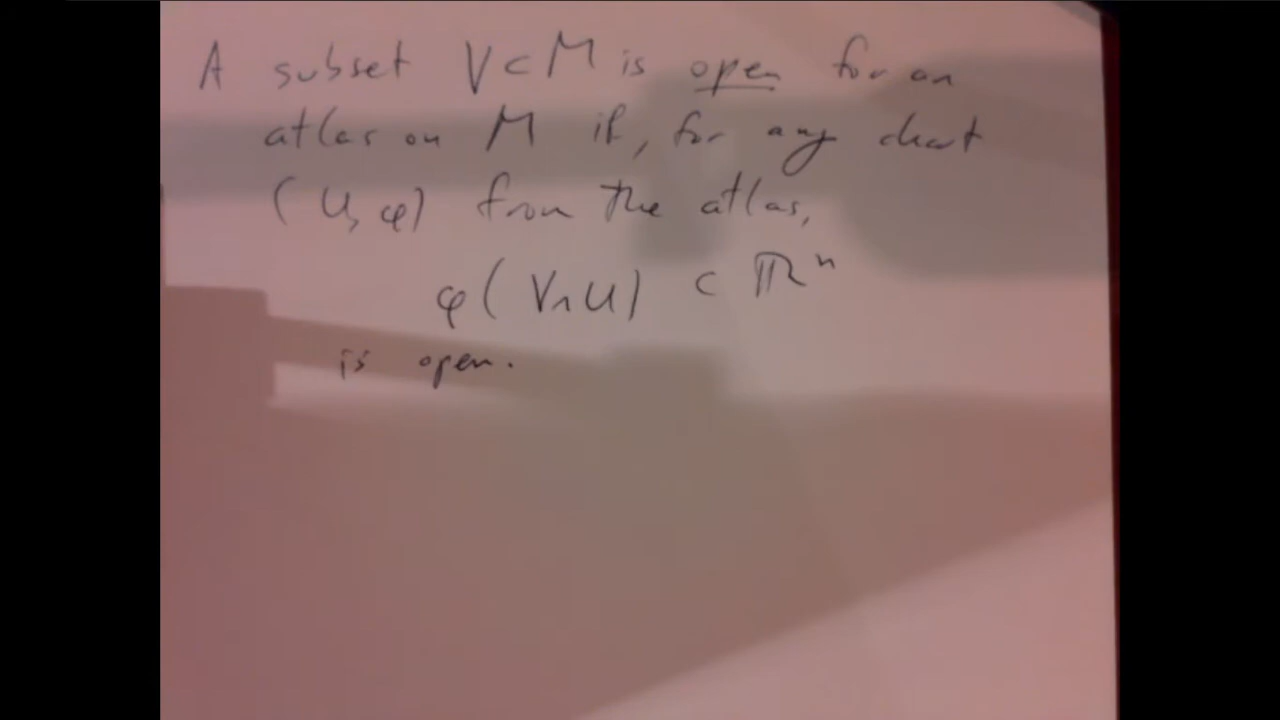 A subset V ⊂ M is open for an
atlas on M if, for any chart
(U, φ) from the atlas,
φ(V∩U) ⊂ ℝⁿ
is open.